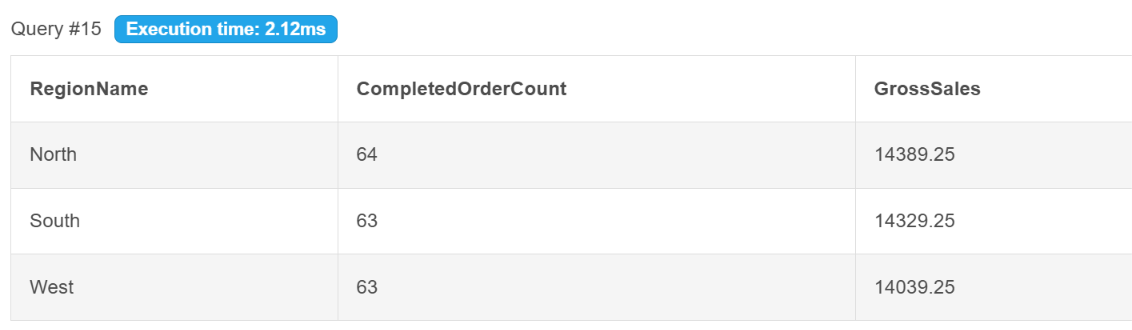 Query #15 Execution time: 2.12ms
RegionName CompletedOrderCount GrossSales
North 64 14389.25
South 63 14329.25
West 63 14039.25